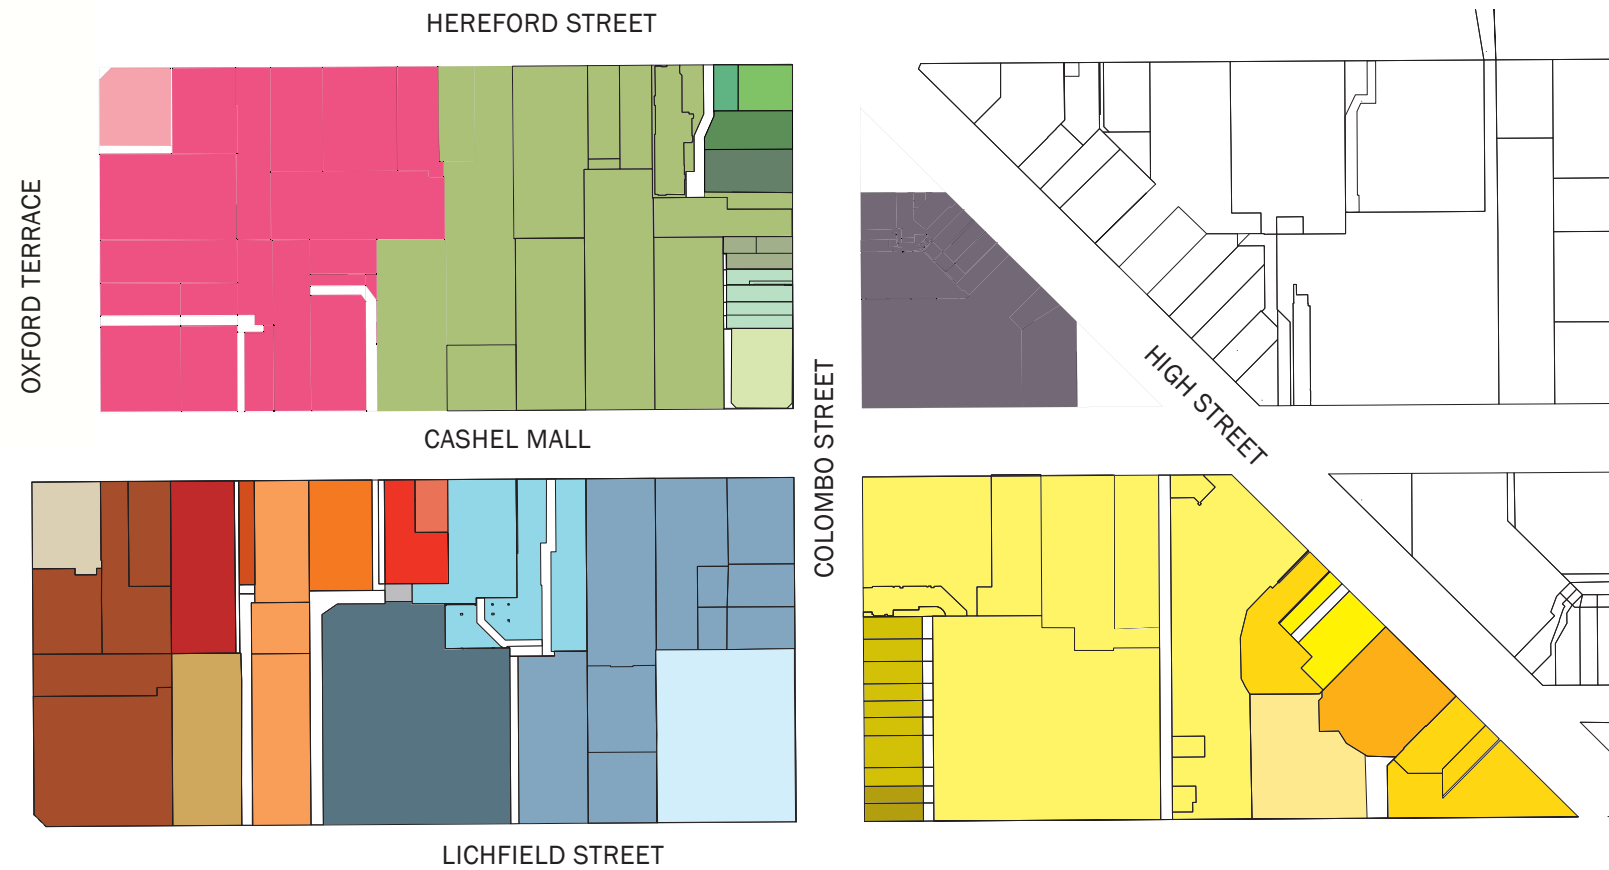 HEREFORD STREET
OXFORD TERRACE
CASHEL MALL
COLOMBO STREET
HIGH STREET
LICHFIELD STREET